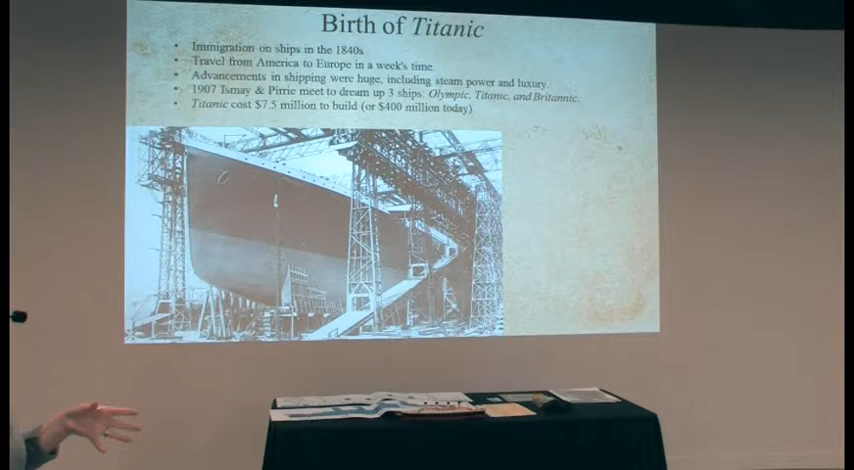 Birth of Titanic
• Immigration on ships in the 1840s
• Travel from America to Europe in a week's time.
• Advancements in shipping were huge, including steam power and luxury.
• 1907 Ismay & Pirrie meet to dream up 3 ships: Olympic, Titanic, and Britannic.
• Titanic cost $7.5 million to build (or $400 million today)